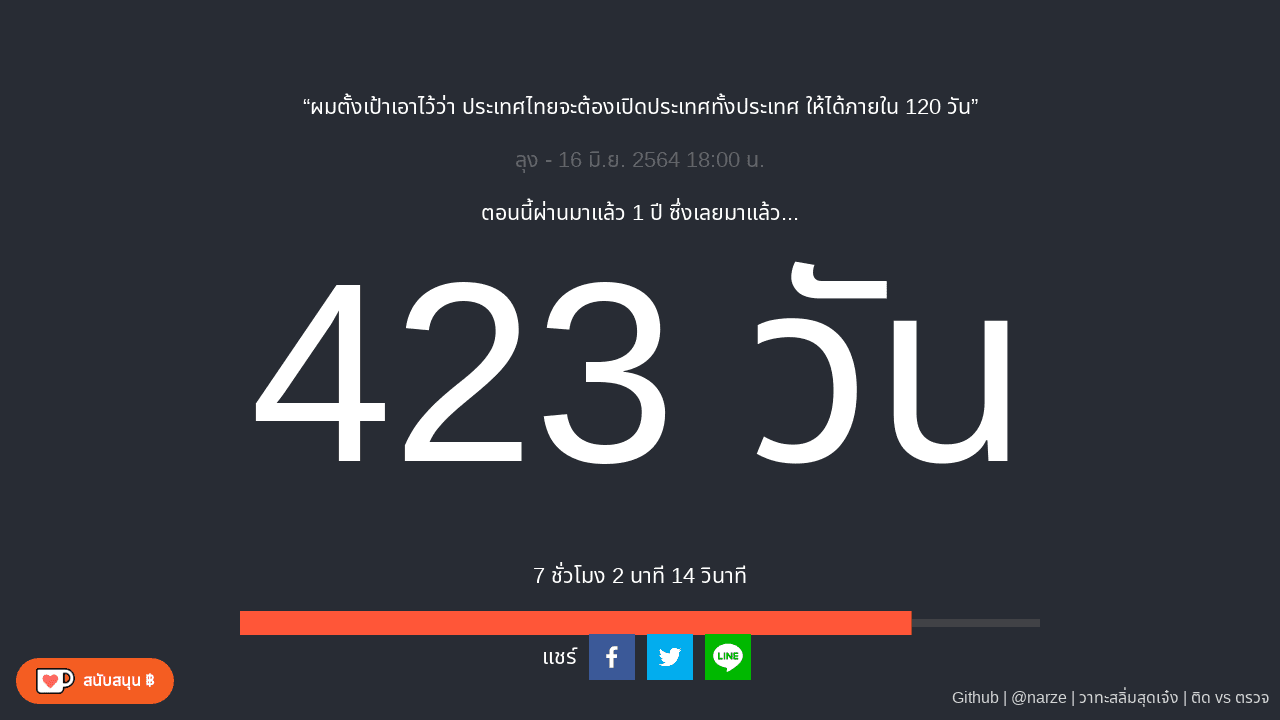 “ผมตั้งเป้าเอาไว้ว่า ประเทศไทยจะต้องเปิดประเทศทั้งประเทศ ให้ได้ภายใน 120 วัน”
ลุง - 16 มิ.ย. 2564 18:00 น.
ตอนนี้ผ่านมาแล้ว 1 ปี ซึ่งเลยมาแล้ว...
423 วัน
7 ชั่วโมง 2 นาที 14 วินาที
แชร์ LINE
สนับสนุน ฿
Github | @narze | วาทะสลิ่มสุดเจ๋ง | ติด vs ตรวจ